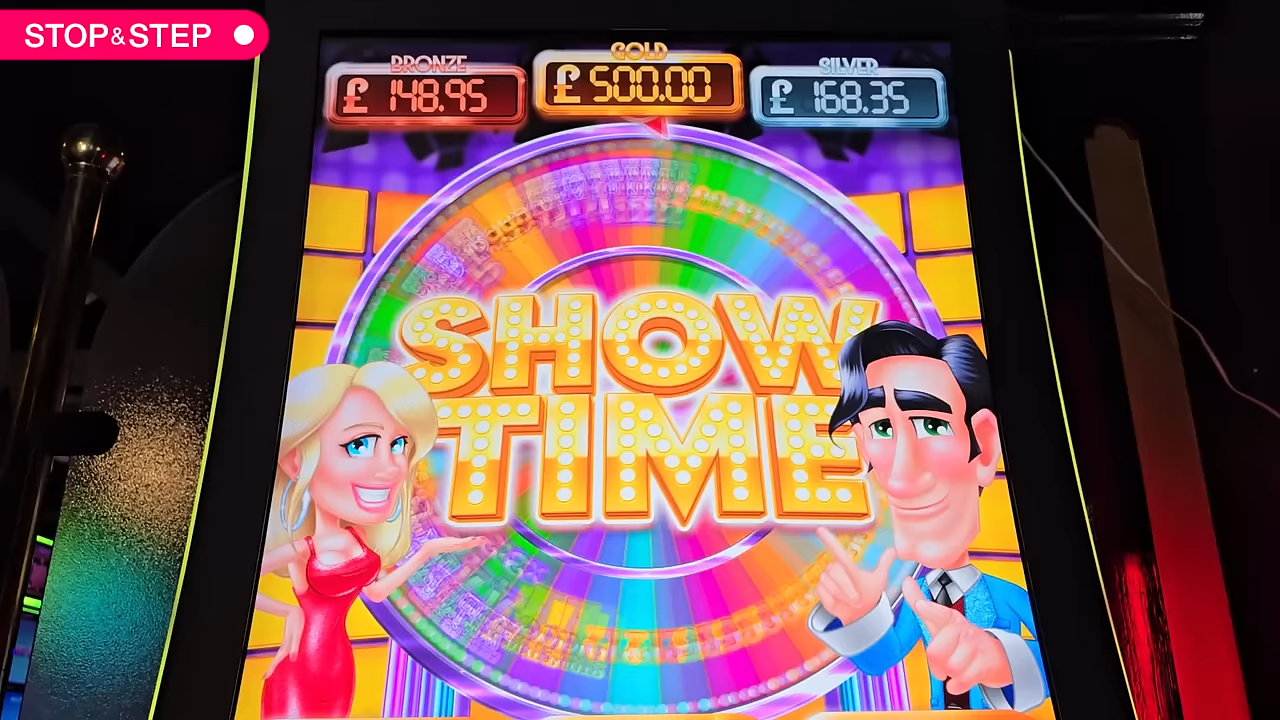 STOP&STEP
BRONZE
GOLD
SILVER
£ 148.95
£ 500.00
£ 168.35
SHOW
TIME